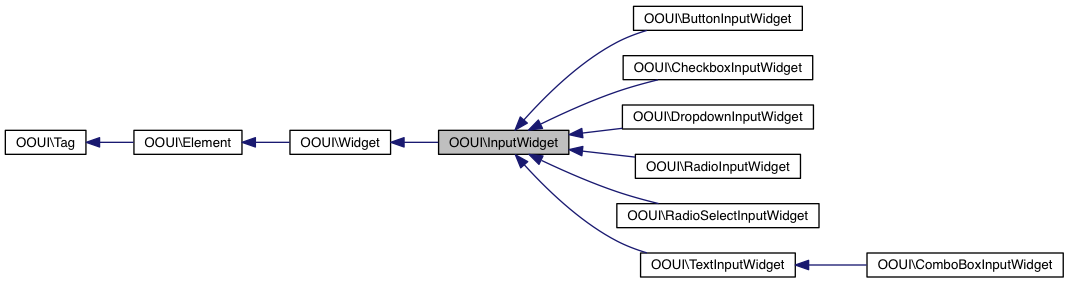 OOUI\Tag
OOUI\Element
OOUI\Widget
OOUI\InputWidget
OOUI\ButtonInputWidget
OOUI\CheckboxInputWidget
OOUI\DropdownInputWidget
OOUI\RadioInputWidget
OOUI\RadioSelectInputWidget
OOUI\TextInputWidget
OOUI\ComboBoxInputWidget